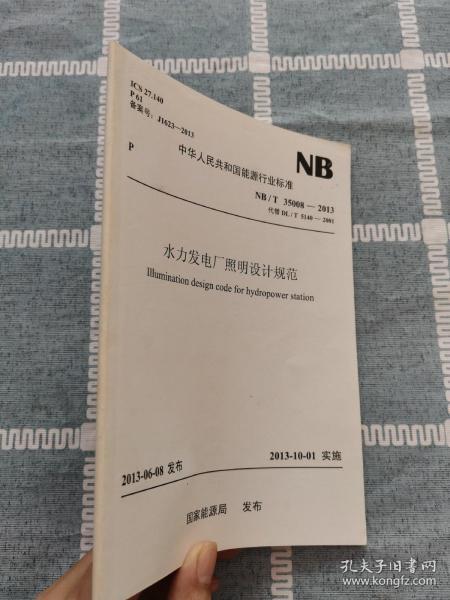 ICS 27.140
P 61
备案号：J1623—2013
NB
P
中华人民共和国能源行业标准
NB/T 35008—2013
代替 DL/T 5140—2001
水力发电厂照明设计规范
Illumination design code for hydropower station
2013-06-08 发布
2013-10-01 实施
国家能源局 发布
孔夫子旧书网
www.kongfz.com